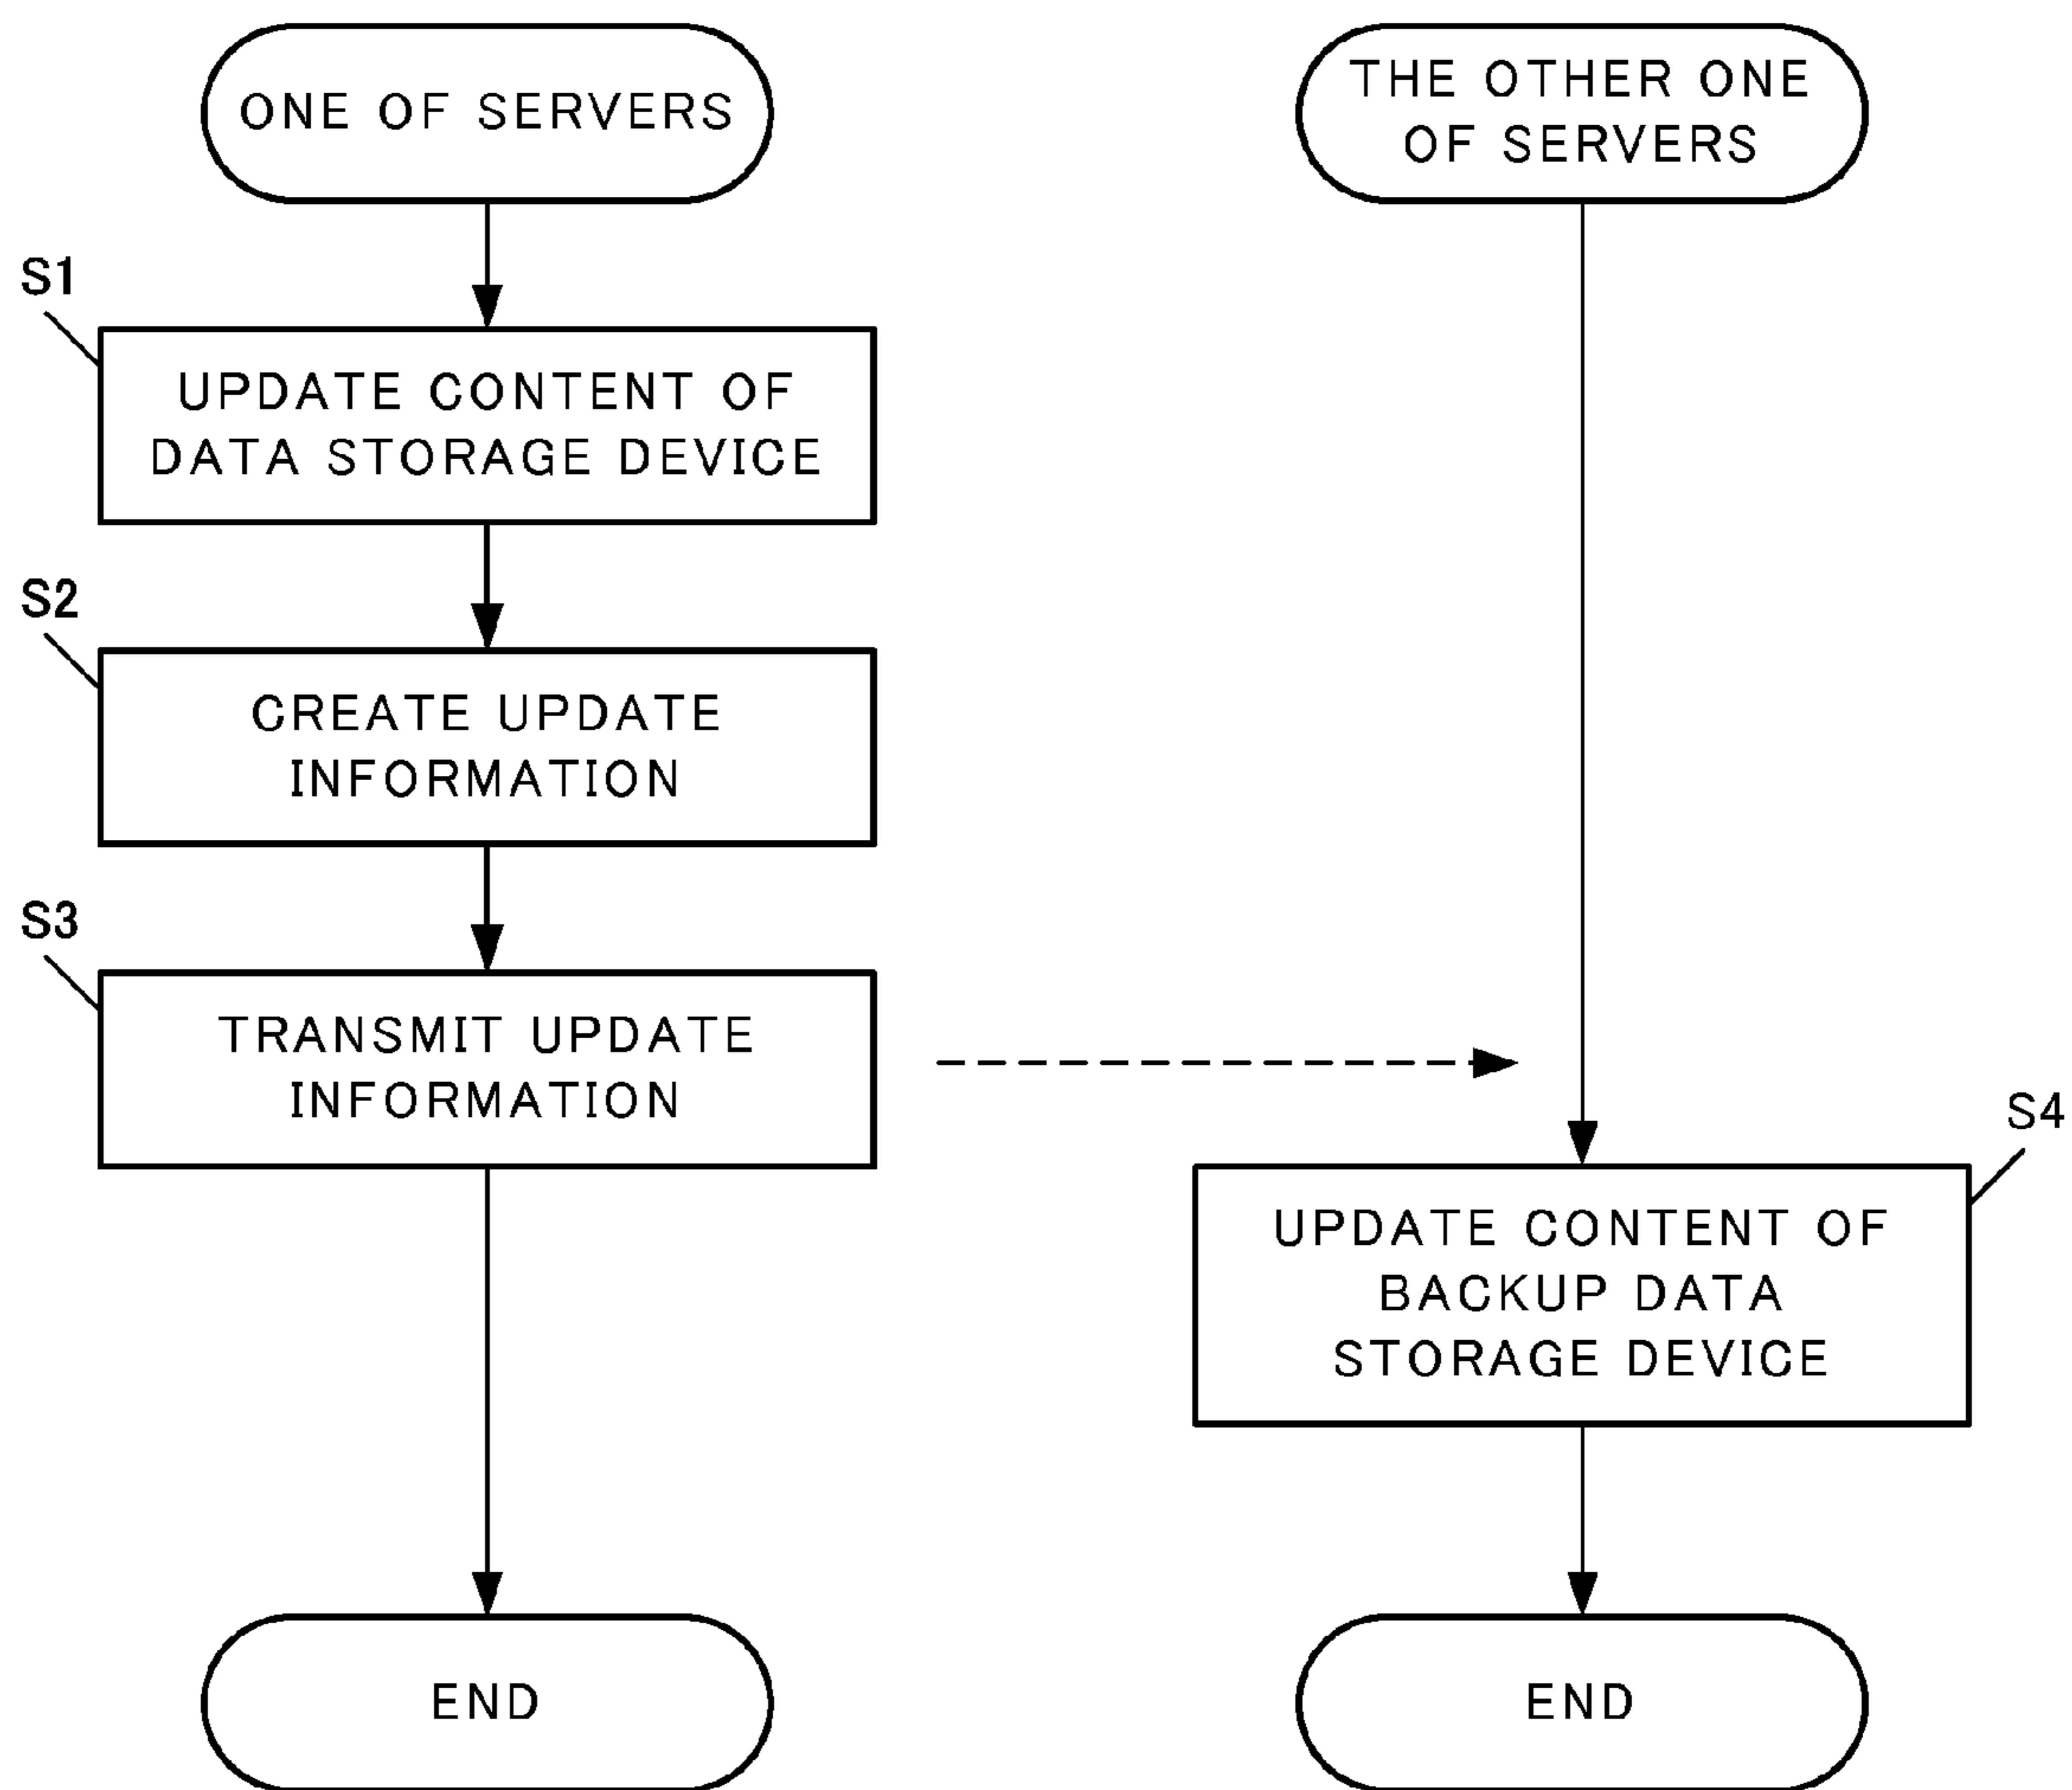 ONE OF SERVERS
S1
UPDATE CONTENT OF
DATA STORAGE DEVICE
S2
CREATE UPDATE
INFORMATION
S3
TRANSMIT UPDATE
INFORMATION
END
THE OTHER ONE
OF SERVERS
S4
UPDATE CONTENT OF
BACKUP DATA
STORAGE DEVICE
END